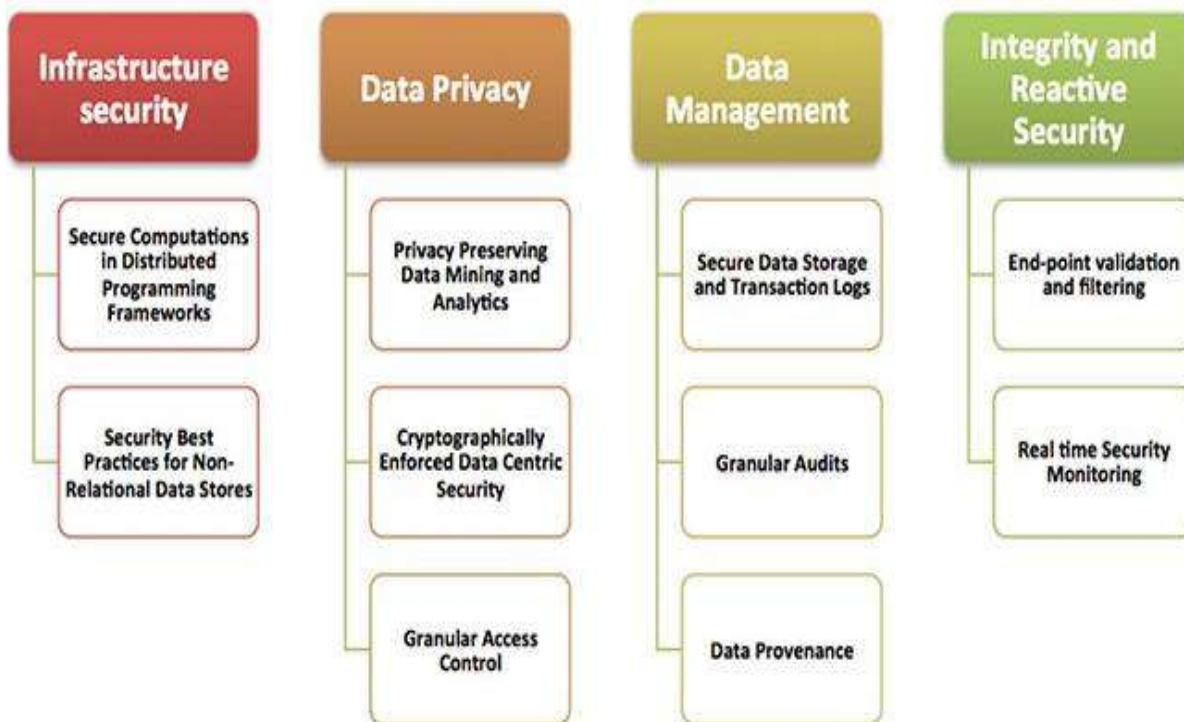 Infrastructure
security
Secure Computations
in Distributed
Programming
Frameworks
Security Best
Practices for Non-
Relational Data Stores
Data Privacy
Privacy Preserving
Data Mining and
Analytics
Cryptographically
Enforced Data Centric
Security
Granular Access
Control
Data
Management
Secure Data Storage
and Transaction Logs
Granular Audits
Data Provenance
Integrity and
Reactive
Security
End-point validation
and filtering
Real time Security
Monitoring